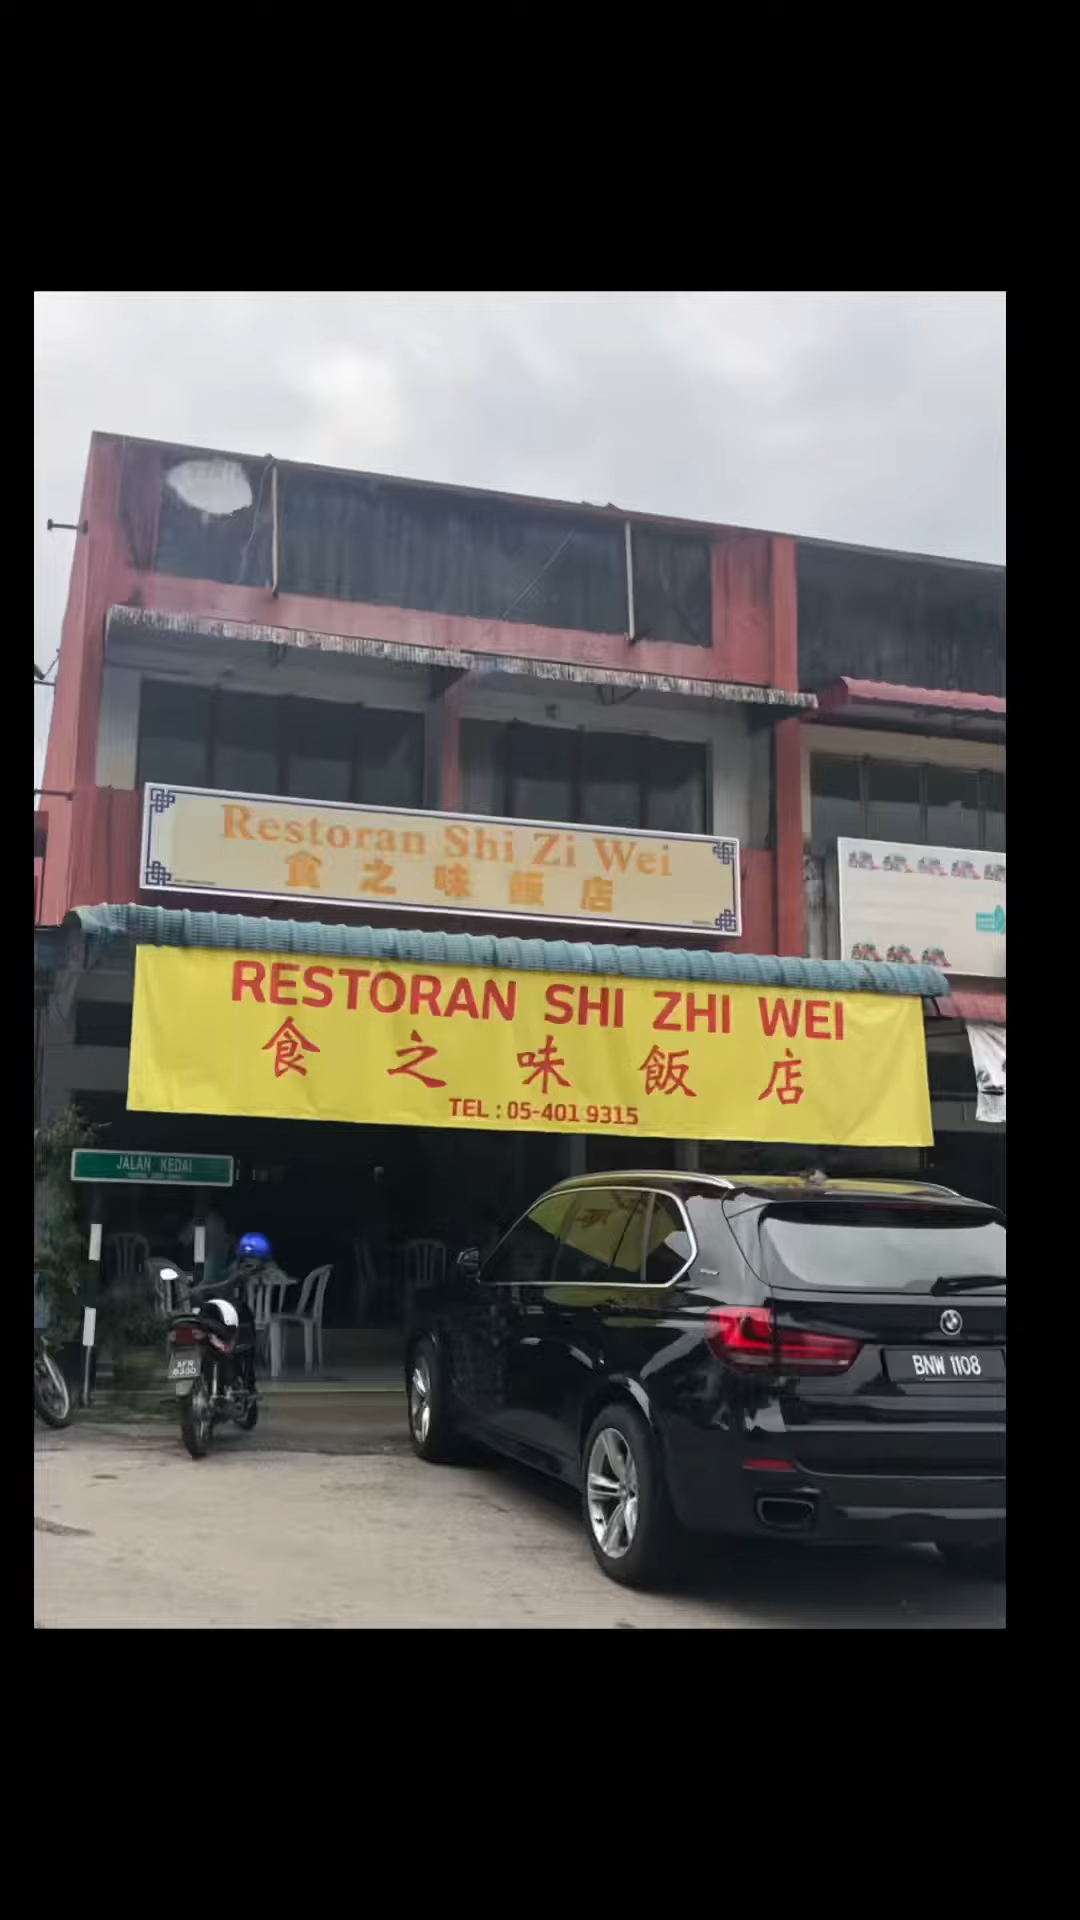 Restoran Shi Zi Wei
食之味飯店
RESTORAN SHI ZHI WEI
食之味飯店
TEL : 05-401 9315
JALAN KEDAI
BNW 1108